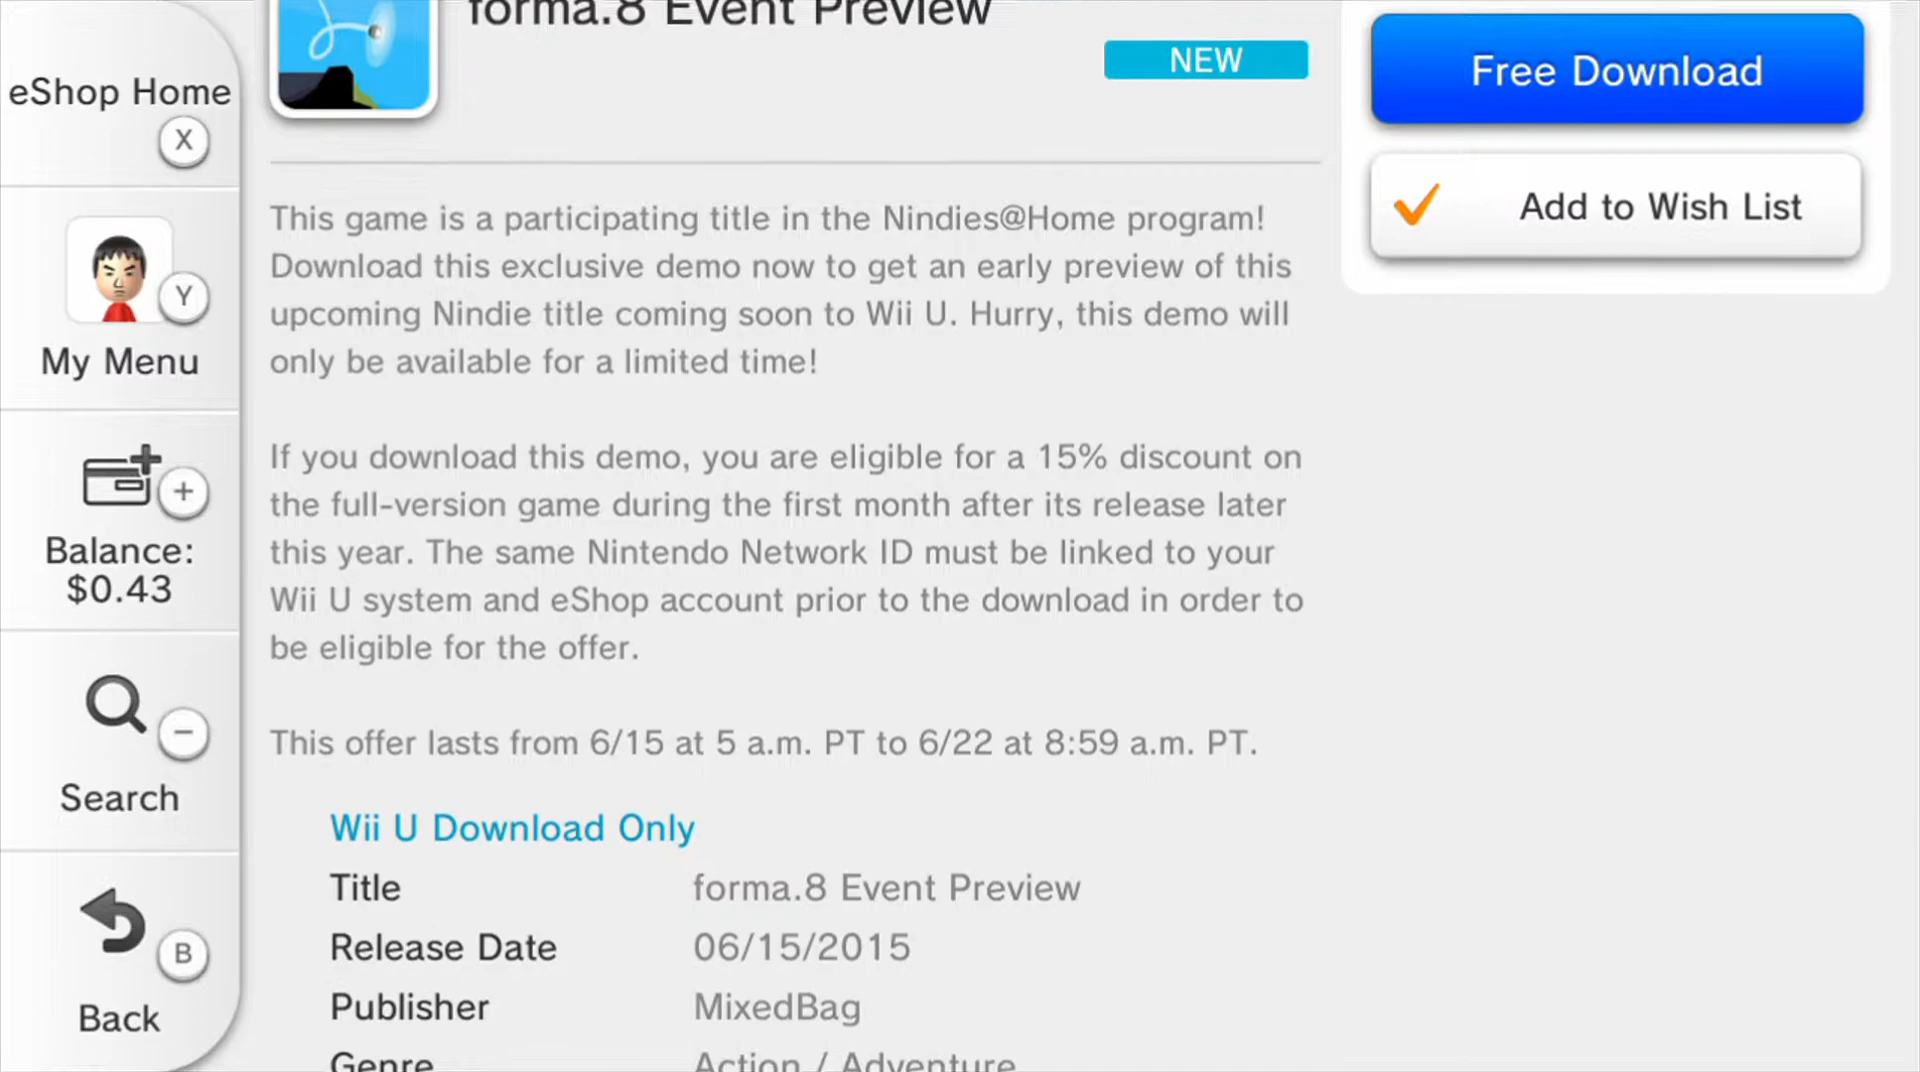 forma.8 Event Preview
NEW
Free Download
Add to Wish List
eShop Home
X
Y
My Menu
+
Balance:
$0.43
−
Search
B
Back
This game is a participating title in the Nindies@Home program!
Download this exclusive demo now to get an early preview of this
upcoming Nindie title coming soon to Wii U. Hurry, this demo will
only be available for a limited time!
If you download this demo, you are eligible for a 15% discount on
the full-version game during the first month after its release later
this year. The same Nintendo Network ID must be linked to your
Wii U system and eShop account prior to the download in order to
be eligible for the offer.
This offer lasts from 6/15 at 5 a.m. PT to 6/22 at 8:59 a.m. PT.
Wii U Download Only
Title forma.8 Event Preview
Release Date 06/15/2015
Publisher MixedBag
Genre Action / Adventure